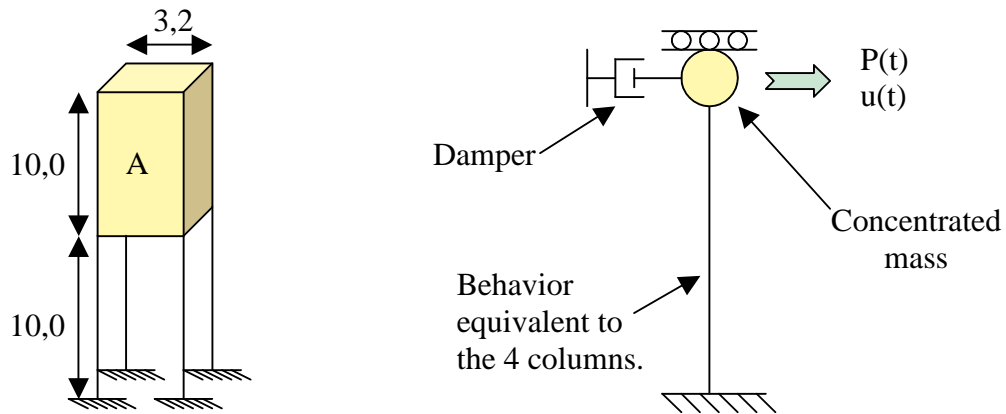 3,2
10,0
A
10,0
P(t)
u(t)
Damper
Concentrated
mass
Behavior
equivalent to
the 4 columns.